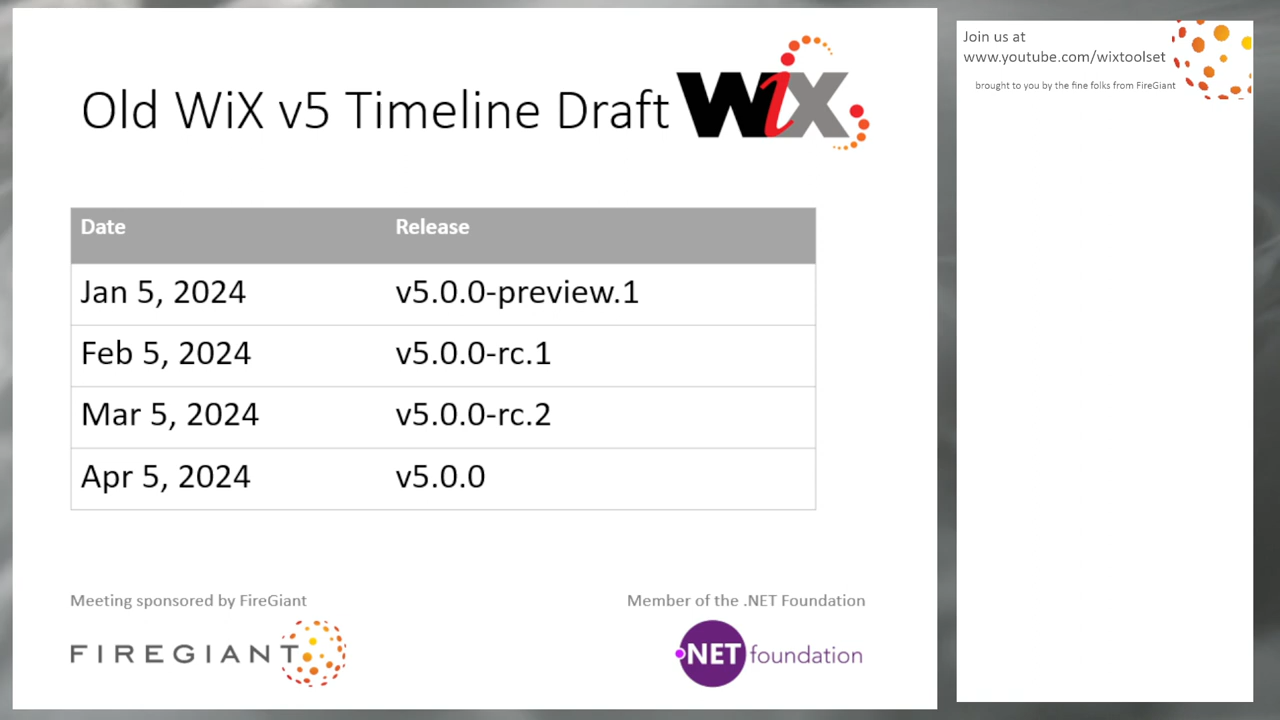 Old WiX v5 Timeline Draft
WiX
Date Release
Jan 5, 2024 v5.0.0-preview.1
Feb 5, 2024 v5.0.0-rc.1
Mar 5, 2024 v5.0.0-rc.2
Apr 5, 2024 v5.0.0
Meeting sponsored by FireGiant
FIREGIANT
Member of the .NET Foundation
.NET foundation
Join us at
www.youtube.com/wixtoolset
brought to you by the fine folks from FireGiant